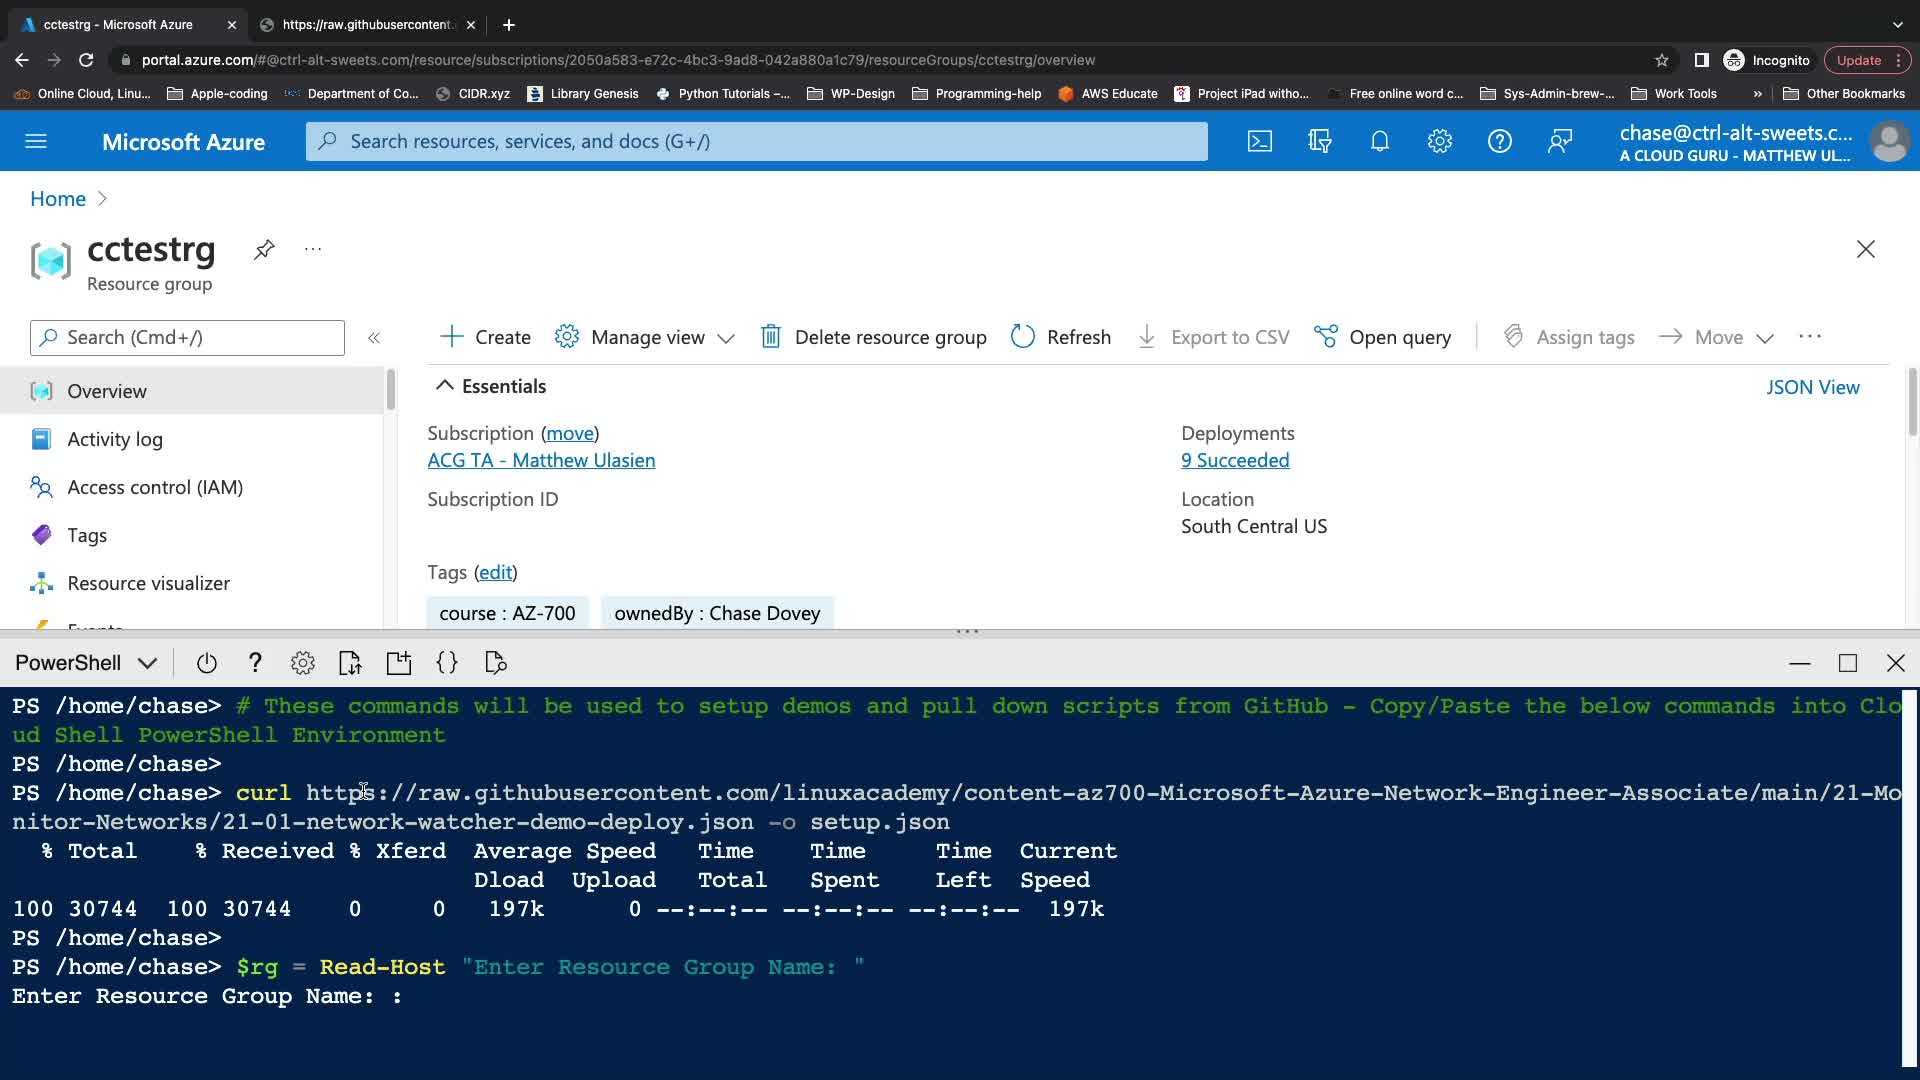 cctestrg - Microsoft Azure
https://raw.githubusercontent.
portal.azure.com/#@ctrl-alt-sweets.com/resource/subscriptions/2050a583-e72c-4bc3-9ad8-042a880a1c79/resourceGroups/cctestrg/overview
Incognito
Update
Online Cloud, Linu...
Apple-coding
Department of Co...
CIDR.xyz
Library Genesis
Python Tutorials –...
WP-Design
Programming-help
AWS Educate
Project iPad witho...
Free online word c...
Sys-Admin-brew-...
Work Tools
»
Other Bookmarks
Microsoft Azure
Search resources, services, and docs (G+/)
chase@ctrl-alt-sweets.c...
A CLOUD GURU - MATTHEW UL...
Home
cctestrg
...
Resource group
Search (Cmd+/)
«
Create
Manage view
Delete resource group
Refresh
Export to CSV
Open query
Assign tags
Move
...
Overview
Activity log
Access control (IAM)
Tags
Resource visualizer
Events
Essentials
JSON View
Subscription (move)
ACG TA - Matthew Ulasien
Subscription ID
Deployments
9 Succeeded
Location
South Central US
Tags (edit)
course : AZ-700
ownedBy : Chase Dovey
PowerShell
?
{}
PS /home/chase> # These commands will be used to setup demos and pull down scripts from GitHub - Copy/Paste the below commands into Clo
ud Shell PowerShell Environment
PS /home/chase>
PS /home/chase> curl https://raw.githubusercontent.com/linuxacademy/content-az700-Microsoft-Azure-Network-Engineer-Associate/main/21-Mo
nitor-Networks/21-01-network-watcher-demo-deploy.json -o setup.json
% Total % Received % Xferd Average Speed Time Time Time Current
Dload Upload Total Spent Left Speed
100 30744 100 30744 0 0 197k 0 --:--:-- --:--:-- --:--:-- 197k
PS /home/chase>
PS /home/chase> $rg = Read-Host "Enter Resource Group Name: "
Enter Resource Group Name: :